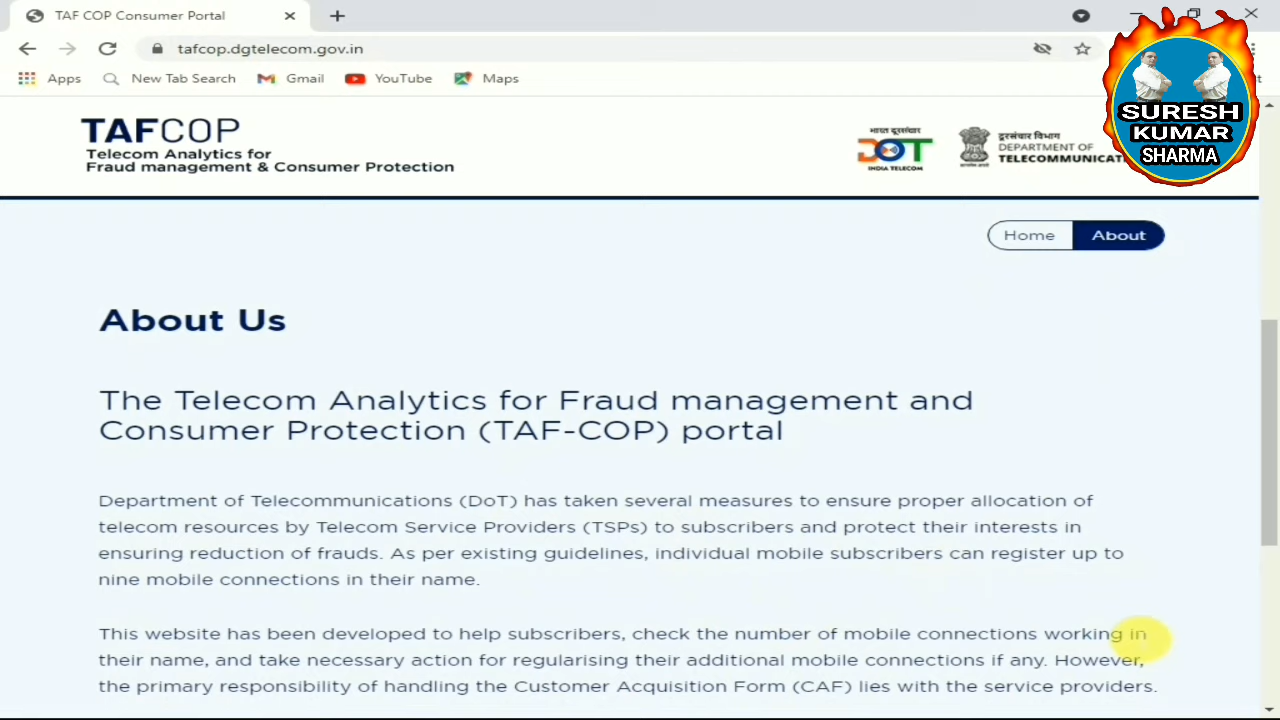 TAF COP Consumer Portal
tafcop.dgtelecom.gov.in
Apps
New Tab Search
Gmail
YouTube
Maps
SURESH
KUMAR
SHARMA
TAFCOP
Telecom Analytics for
Fraud management & Consumer Protection
भारत दूरसंचार
DOT
INDIA TELECOM
दूरसंचार विभाग
DEPARTMENT OF
TELECOMMUNICAT
Home
About
About Us
The Telecom Analytics for Fraud management and
Consumer Protection (TAF-COP) portal
Department of Telecommunications (DoT) has taken several measures to ensure proper allocation of
telecom resources by Telecom Service Providers (TSPs) to subscribers and protect their interests in
ensuring reduction of frauds. As per existing guidelines, individual mobile subscribers can register up to
nine mobile connections in their name.
This website has been developed to help subscribers, check the number of mobile connections working in
their name, and take necessary action for regularising their additional mobile connections if any. However,
the primary responsibility of handling the Customer Acquisition Form (CAF) lies with the service providers.